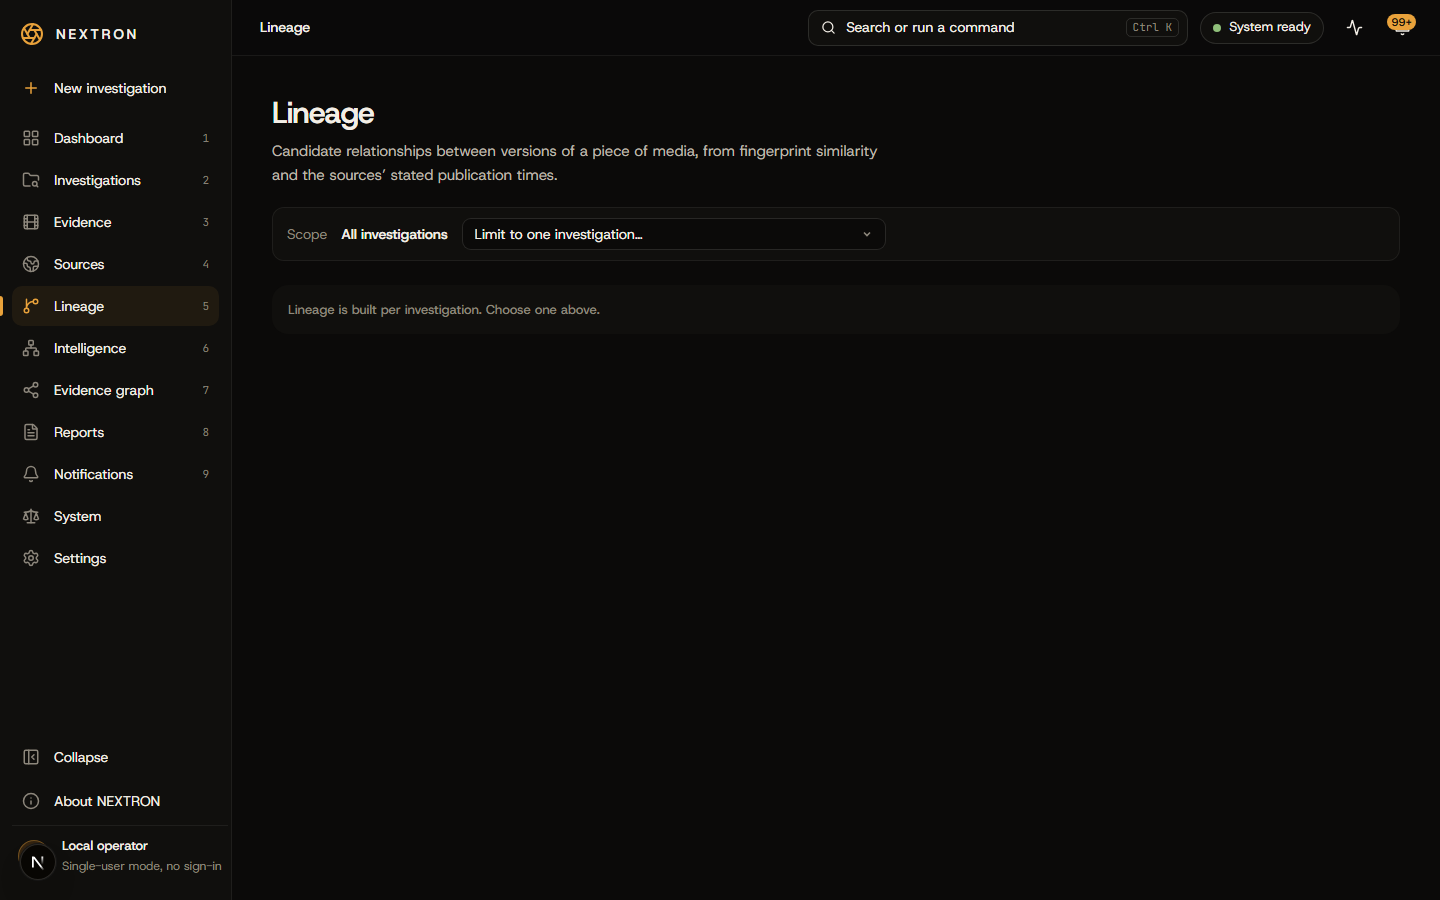 NEXTRON
New investigation
Dashboard 1
Investigations 2
Evidence 3
Sources 4
Lineage 5
Intelligence 6
Evidence graph 7
Reports 8
Notifications 9
System
Settings
Collapse
About NEXTRON
N
Local operator
Single-user mode, no sign-in
Lineage
Search or run a command Ctrl K
System ready
99+
Lineage
Candidate relationships between versions of a piece of media, from fingerprint similarity
and the sources’ stated publication times.
Scope All investigations Limit to one investigation…
Lineage is built per investigation. Choose one above.